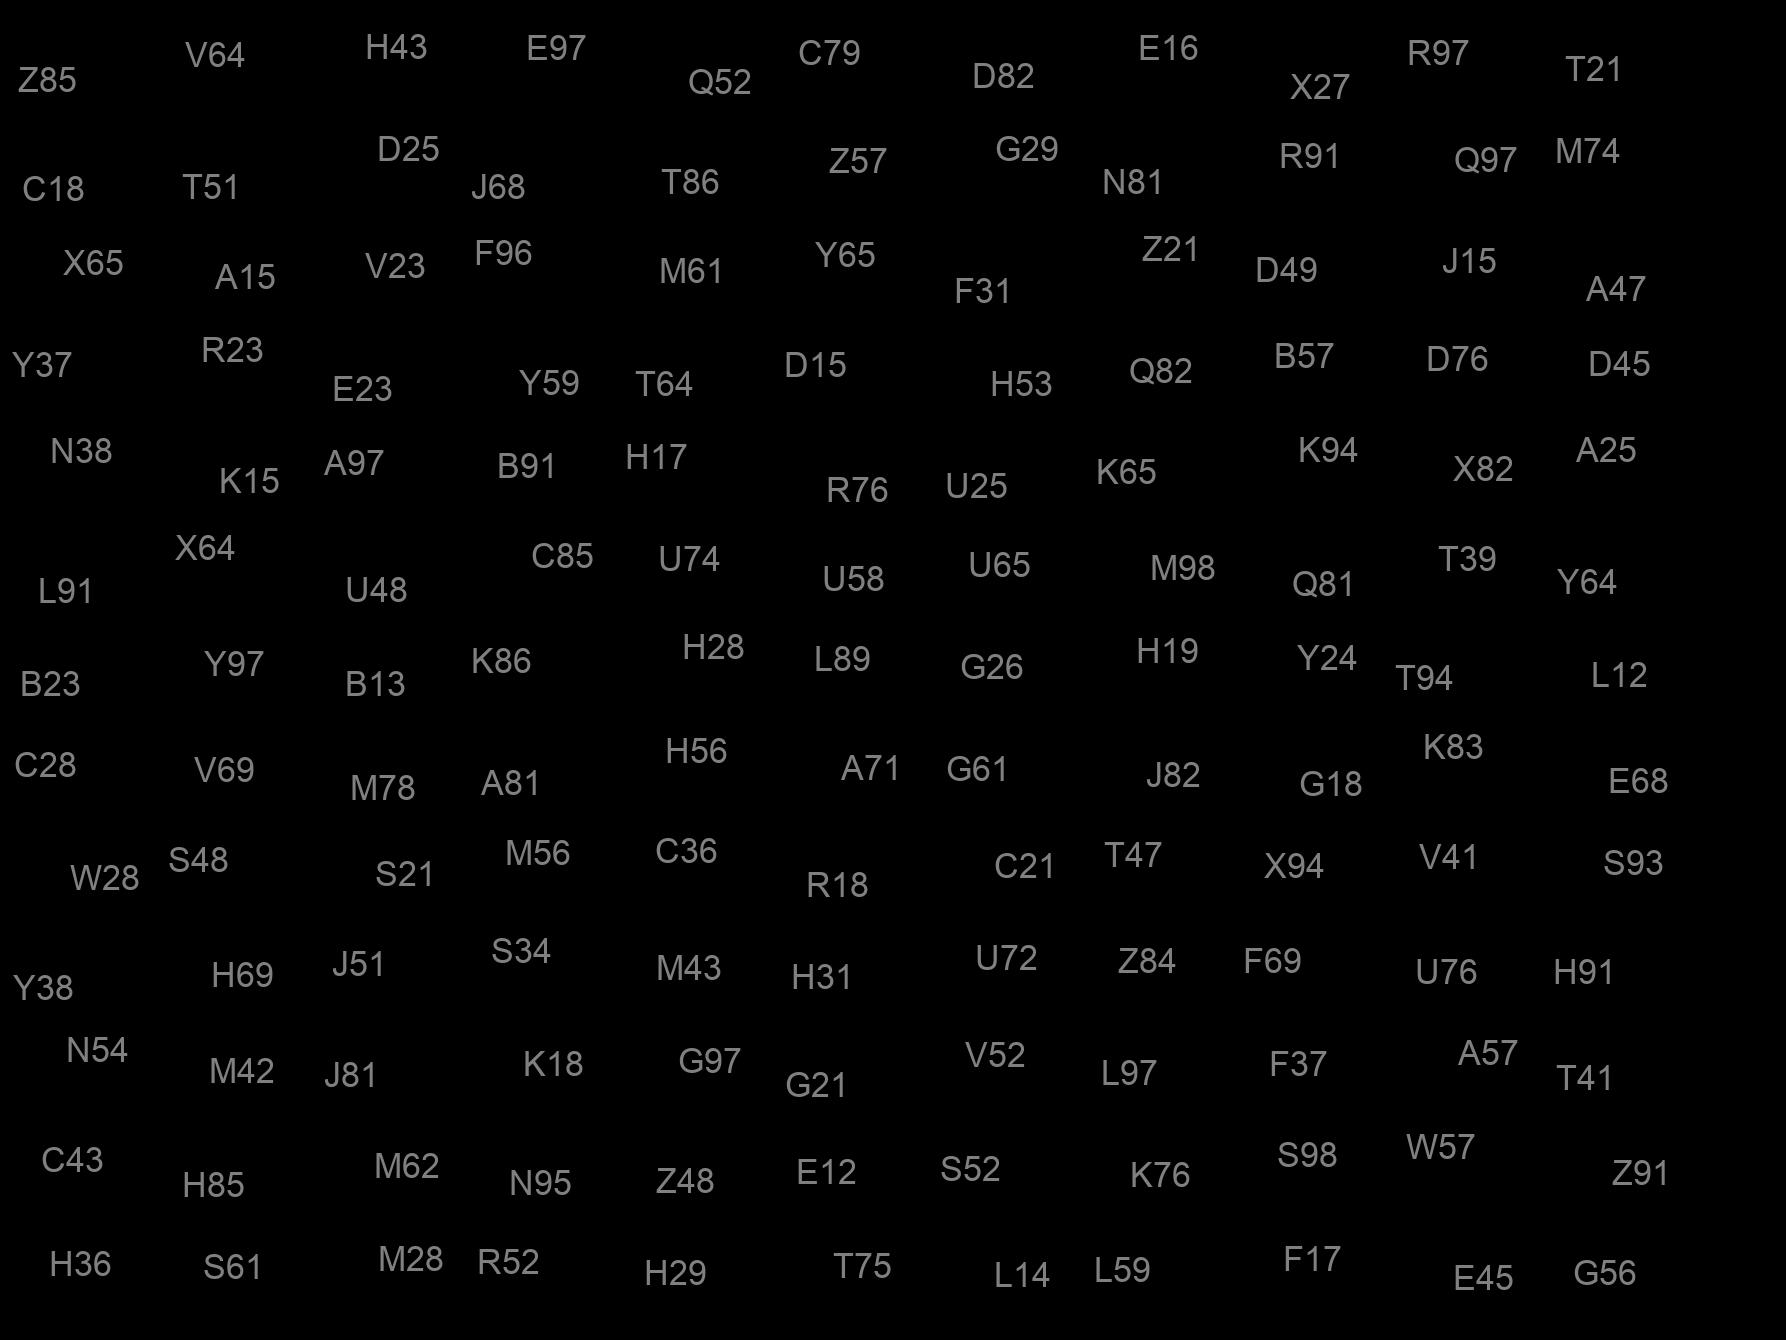 Z85 V64 H43 E97 Q52 C79 D82 E16 X27 R97 T21
C18 T51 D25 J68 T86 Z57 G29 N81 R91 Q97 M74
X65 A15 V23 F96 M61 Y65 F31 Z21 D49 J15 A47
Y37 R23 E23 Y59 T64 D15 H53 Q82 B57 D76 D45
N38 K15 A97 B91 H17 R76 U25 K65 K94 X82 A25
L91 X64 U48 C85 U74 U58 U65 M98 Q81 T39 Y64
B23 Y97 B13 K86 H28 L89 G26 H19 Y24 T94 L12
C28 V69 M78 A81 H56 A71 G61 J82 G18 K83 E68
W28 S48 S21 M56 C36 R18 C21 T47 X94 V41 S93
Y38 H69 J51 S34 M43 H31 U72 Z84 F69 U76 H91
N54 M42 J81 K18 G97 G21 V52 L97 F37 A57 T41
C43 H85 M62 N95 Z48 E12 S52 K76 S98 W57 Z91
H36 S61 M28 R52 H29 T75 L14 L59 F17 E45 G56